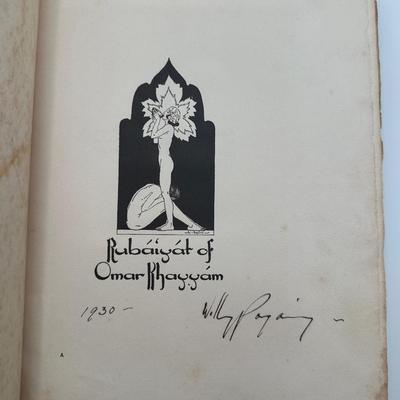 Rubáiyát of
Omar Khayyám
1930 – Willy Pogány –
A